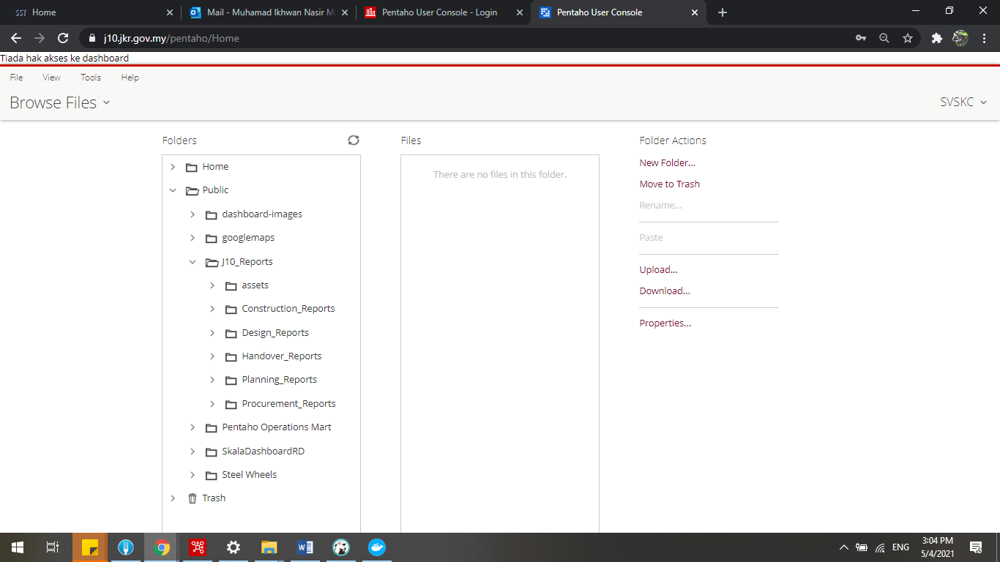 Home
Mail - Muhamad Ikhwan Nasir M
Pentaho User Console - Login
Pentaho User Console
j10.jkr.gov.my/pentaho/Home
Tiada hak akses ke dashboard
File View Tools Help
Browse Files
SVSKC
Folders
Home
Public
dashboard-images
googlemaps
J10_Reports
assets
Construction_Reports
Design_Reports
Handover_Reports
Planning_Reports
Procurement_Reports
Pentaho Operations Mart
SkalaDashboardRD
Steel Wheels
Trash
Files
There are no files in this folder.
Folder Actions
New Folder...
Move to Trash
Rename...
Paste
Upload...
Download...
Properties...
ENG
3:04 PM
5/4/2021